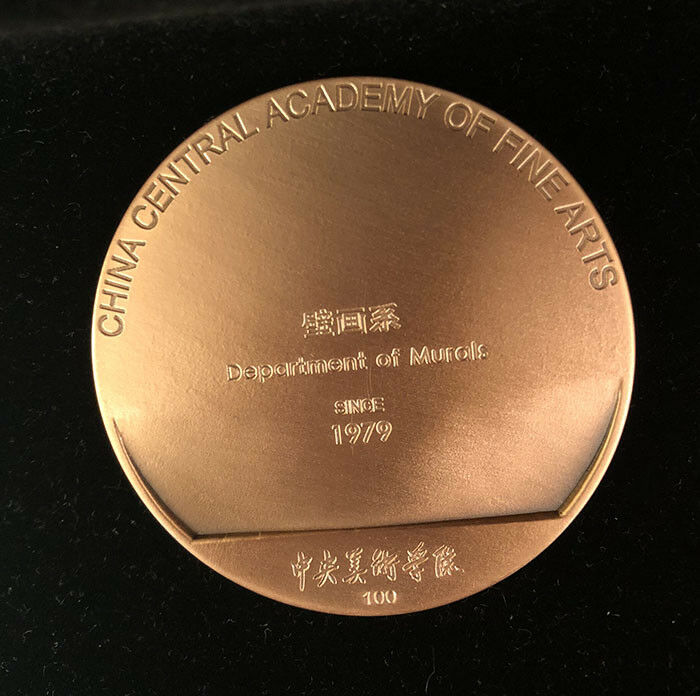 CHINA CENTRAL ACADEMY OF FINE ARTS
壁画系
Department of Murals
SINCE
1979
中央美術學院
100